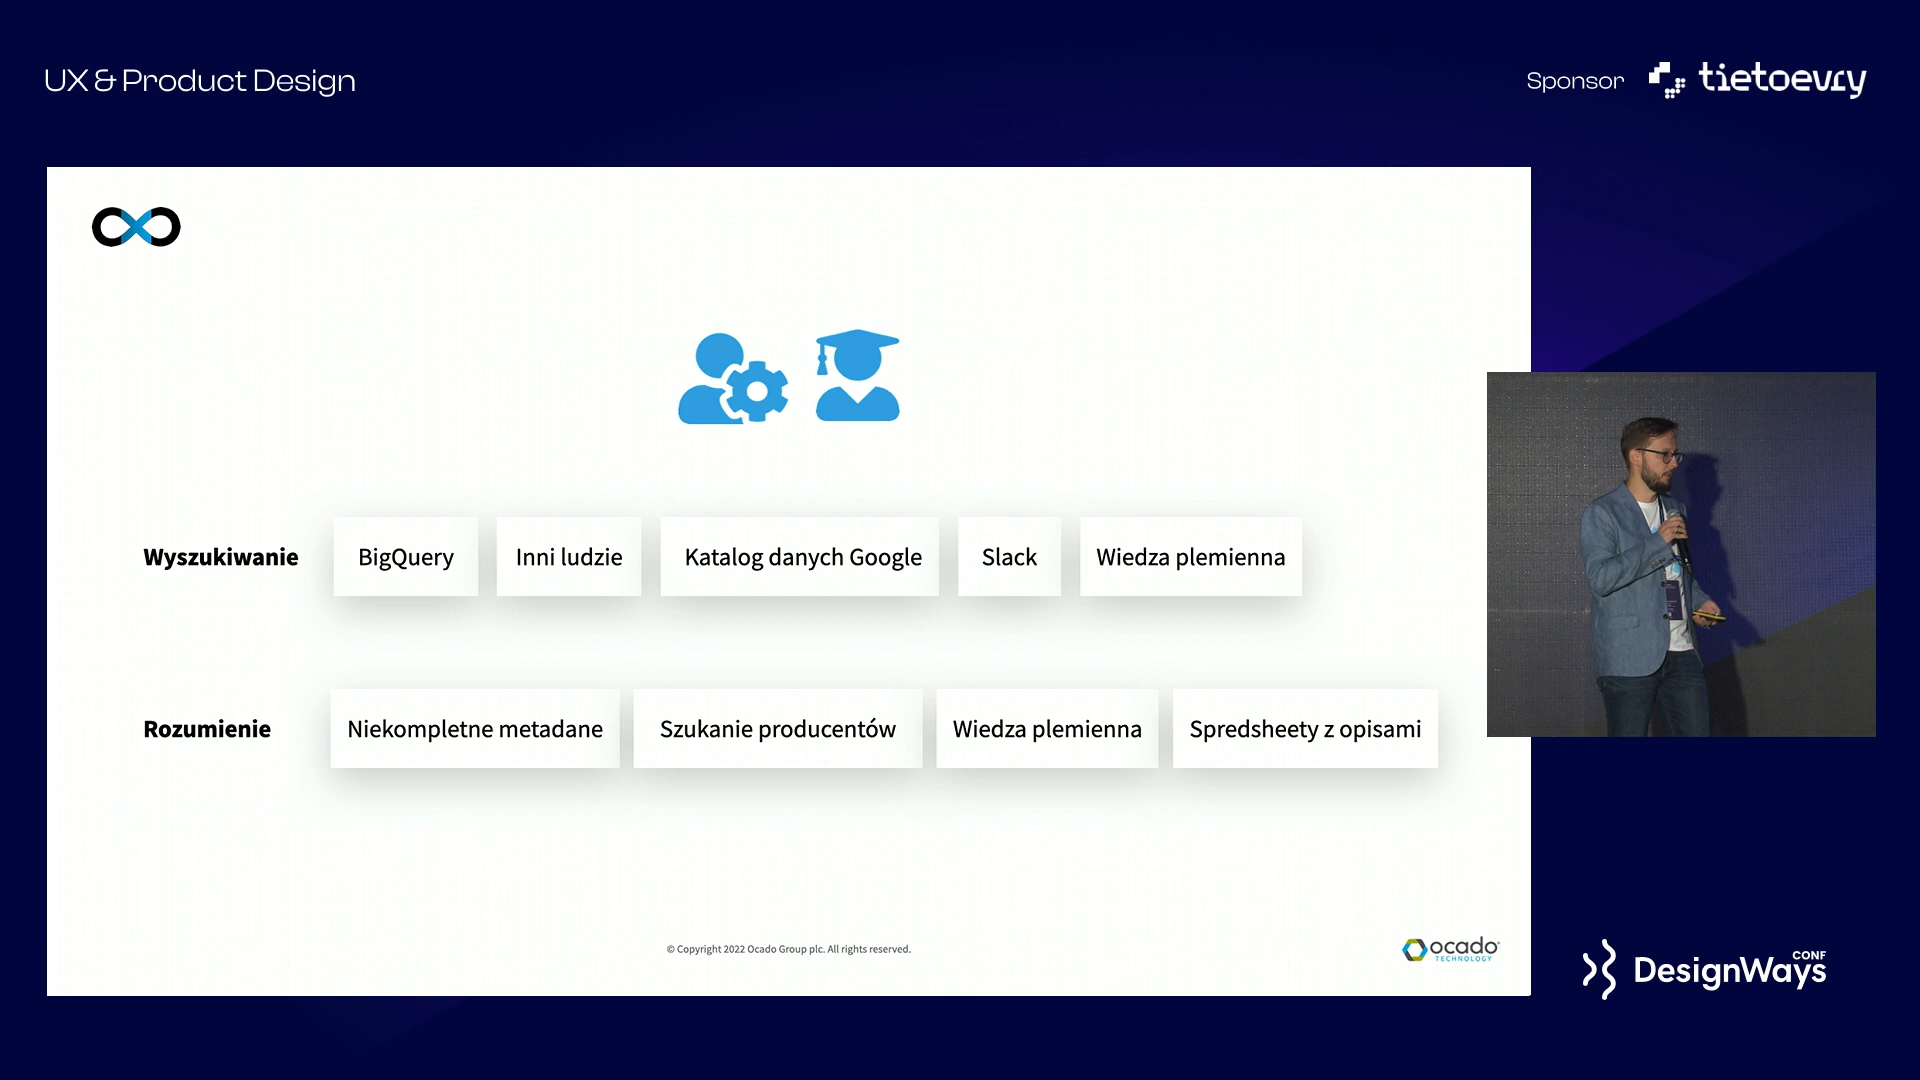 UX & Product Design
Sponsor tietoevry
Wyszukiwanie BigQuery Inni ludzie Katalog danych Google Slack Wiedza plemienna
Rozumienie Niekompletne metadane Szukanie producentów Wiedza plemienna Spredsheety z opisami
© Copyright 2022 Ocado Group plc. All rights reserved.
ocado
TECHNOLOGY
DesignWays CONF